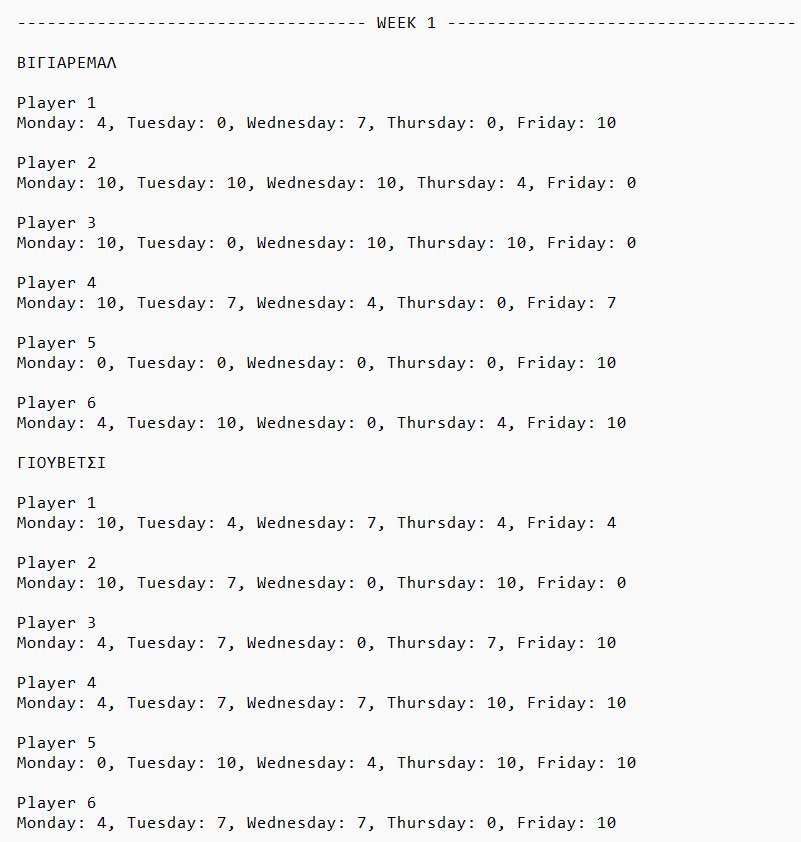 ----------------------------------- WEEK 1 -----------------------------------
ΒΙΓΙΑΡΕΜΑΛ
Player 1
Monday: 4, Tuesday: 0, Wednesday: 7, Thursday: 0, Friday: 10
Player 2
Monday: 10, Tuesday: 10, Wednesday: 10, Thursday: 4, Friday: 0
Player 3
Monday: 10, Tuesday: 0, Wednesday: 10, Thursday: 10, Friday: 0
Player 4
Monday: 10, Tuesday: 7, Wednesday: 4, Thursday: 0, Friday: 7
Player 5
Monday: 0, Tuesday: 0, Wednesday: 0, Thursday: 0, Friday: 10
Player 6
Monday: 4, Tuesday: 10, Wednesday: 0, Thursday: 4, Friday: 10
ΓΙΟΥΒΕΤΣΙ
Player 1
Monday: 10, Tuesday: 4, Wednesday: 7, Thursday: 4, Friday: 4
Player 2
Monday: 10, Tuesday: 7, Wednesday: 0, Thursday: 10, Friday: 0
Player 3
Monday: 4, Tuesday: 7, Wednesday: 0, Thursday: 7, Friday: 10
Player 4
Monday: 4, Tuesday: 7, Wednesday: 7, Thursday: 10, Friday: 10
Player 5
Monday: 0, Tuesday: 10, Wednesday: 4, Thursday: 10, Friday: 10
Player 6
Monday: 4, Tuesday: 7, Wednesday: 7, Thursday: 0, Friday: 10